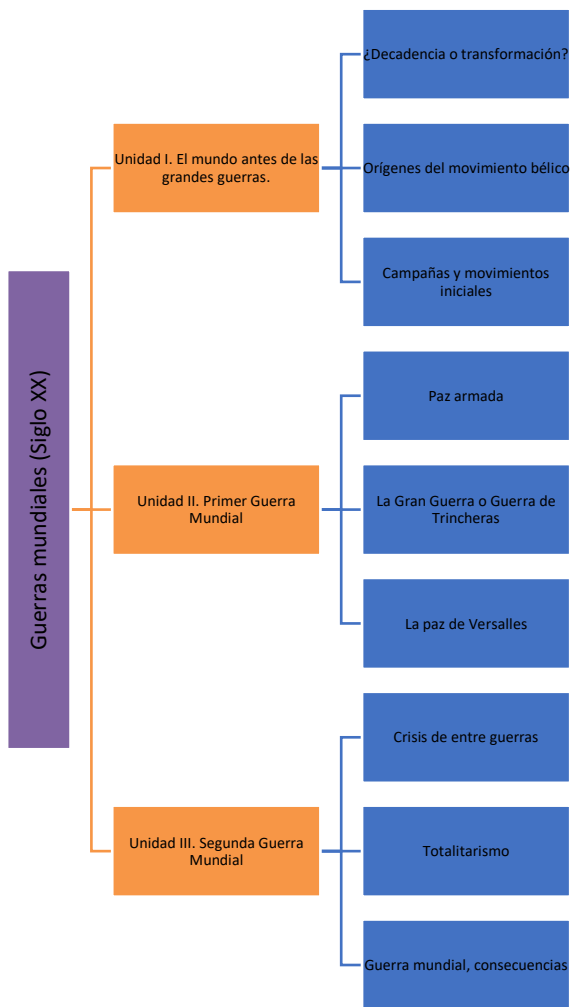 Guerras mundiales (Siglo XX)
Unidad I. El mundo antes de las
grandes guerras.
¿Decadencia o transformación?
Orígenes del movimiento bélico
Campañas y movimientos
iniciales
Unidad II. Primer Guerra
Mundial
Paz armada
La Gran Guerra o Guerra de
Trincheras
La paz de Versalles
Unidad III. Segunda Guerra
Mundial
Crisis de entre guerras
Totalitarismo
Guerra mundial, consecuencias